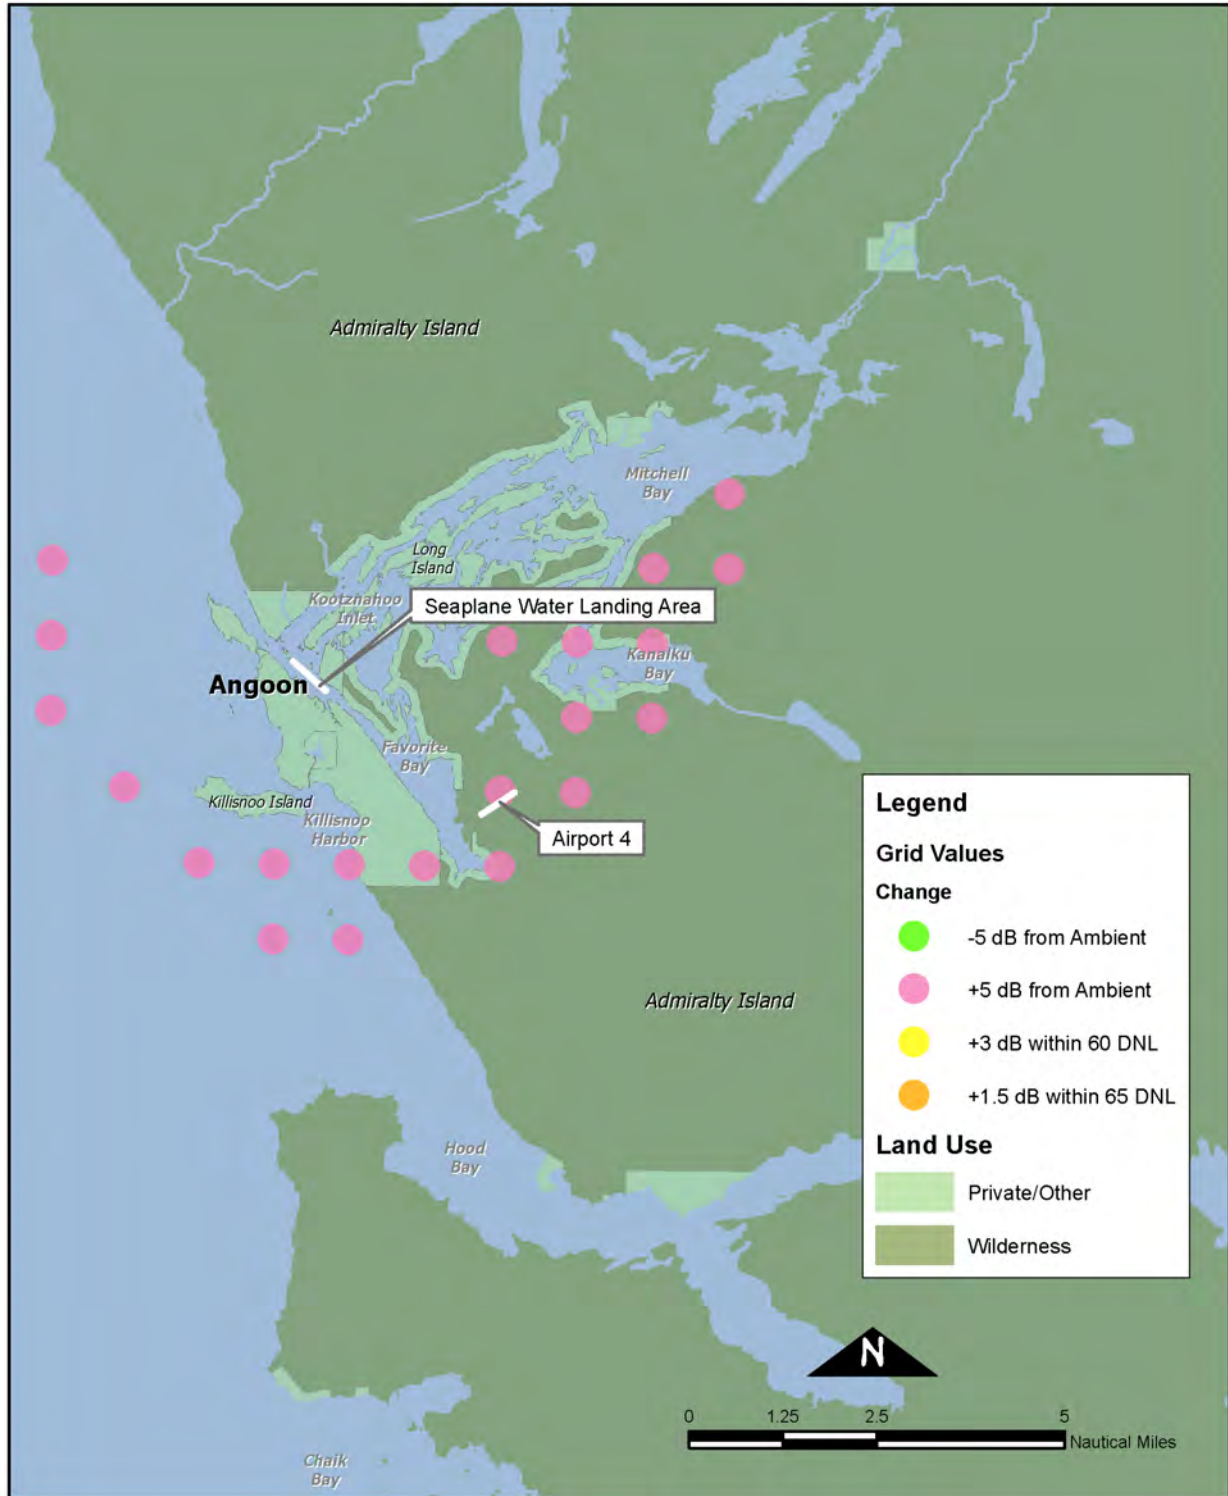 Admiralty Island
Mitchell
Bay
Long
Island
Kootznahoo
Inlet
Seaplane Water Landing Area
Kanalku
Bay
Angoon
Favorite
Bay
Killisnoo Island
Killisnoo
Harbor
Airport 4
Legend
Grid Values
Change
-5 dB from Ambient
+5 dB from Ambient
+3 dB within 60 DNL
+1.5 dB within 65 DNL
Land Use
Private/Other
Wilderness
Admiralty Island
Hood
Bay
N
0 1.25 2.5 5
Nautical Miles
Chaik
Bay